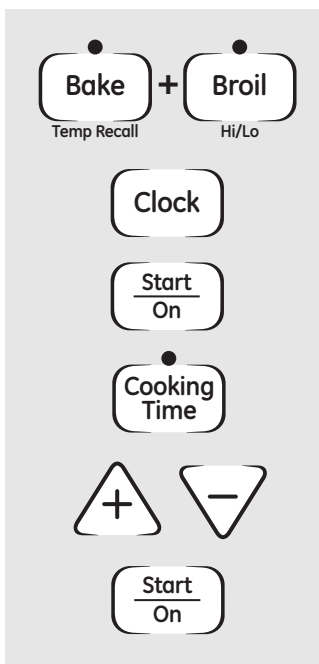 Bake + Broil
Temp Recall Hi/Lo
Clock
Start
On
Cooking
Time
+ −
Start
On